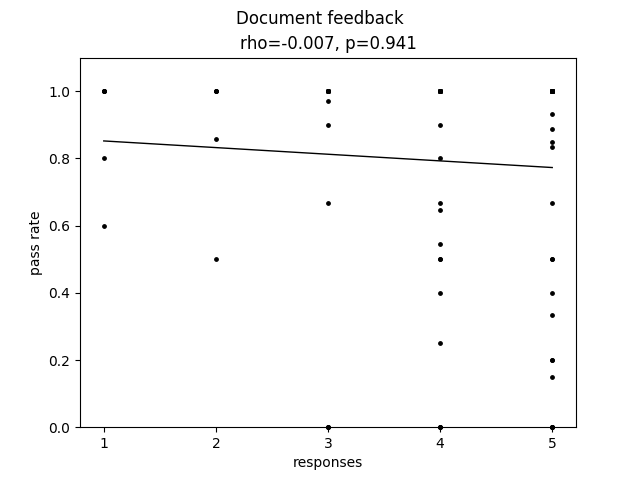 Document feedback
rho=-0.007, p=0.941
1.0
0.8
0.6
0.4
0.2
0.0
pass rate
1 2 3 4 5
responses